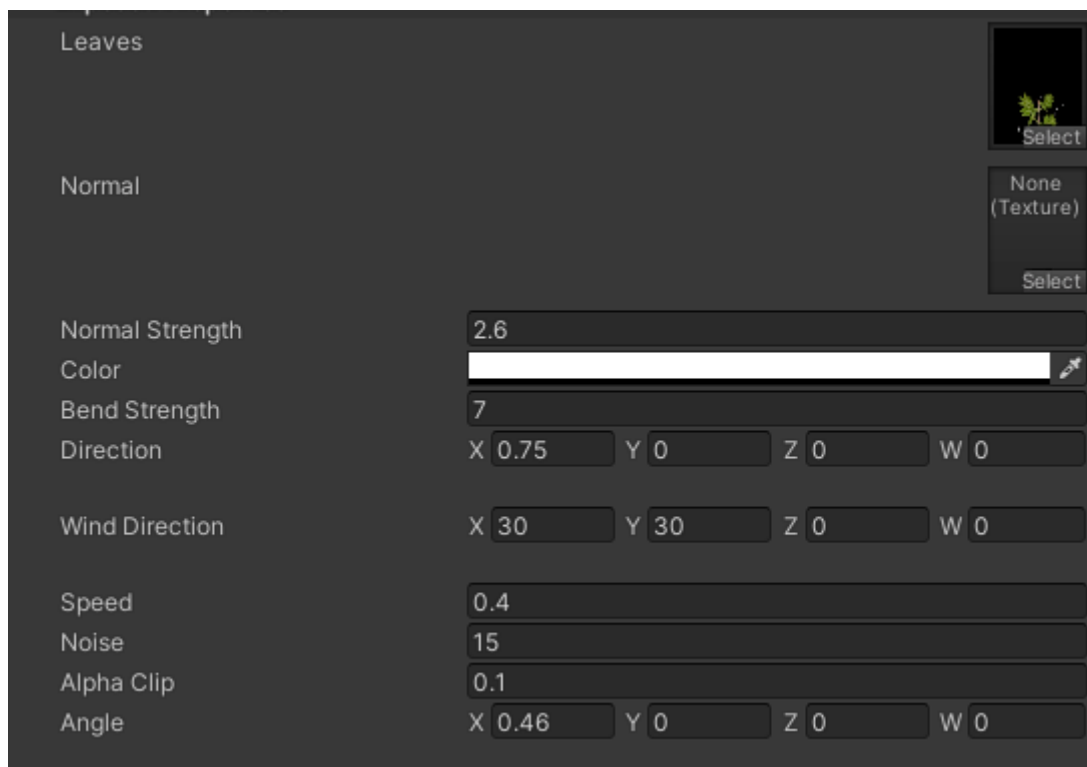 Leaves
Select
Normal
None
(Texture)
Select
Normal Strength 2.6
Color
Bend Strength 7
Direction X 0.75 Y 0 Z 0 W 0
Wind Direction X 30 Y 30 Z 0 W 0
Speed 0.4
Noise 15
Alpha Clip 0.1
Angle X 0.46 Y 0 Z 0 W 0